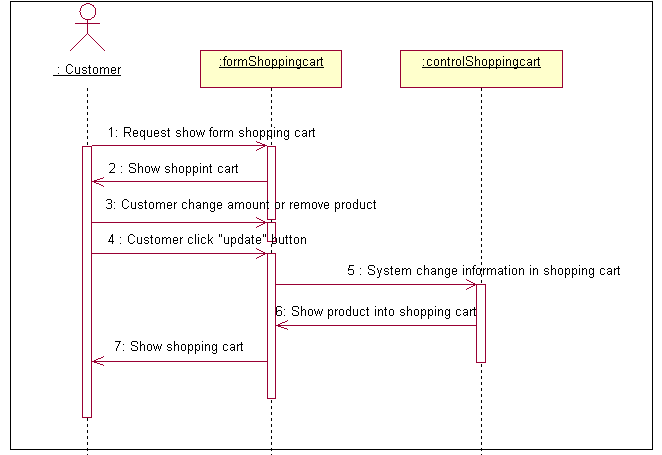 : Customer
:formShoppingcart
:controlShoppingcart
1: Request show form shopping cart
2 : Show shoppint cart
3: Customer change amount or remove product
4 : Customer click "update" button
5 : System change information in shopping cart
6: Show product into shopping cart
7: Show shopping cart